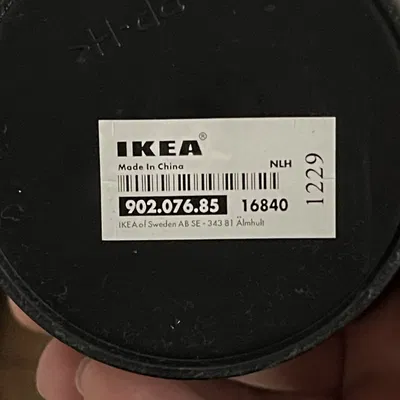 IKEA®
Made In China NLH
902.076.85 16840
IKEA of Sweden AB SE - 343 81 Älmhult
1229